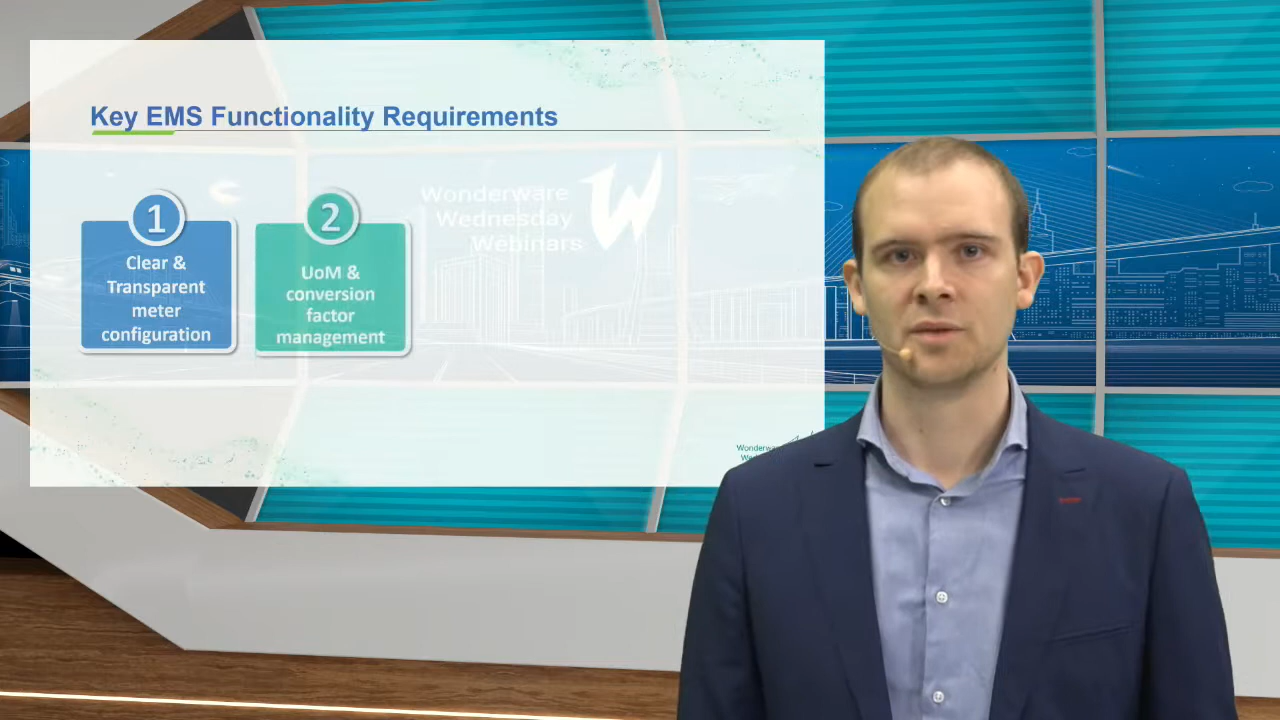 Key EMS Functionality Requirements
1
Clear &
Transparent
meter
configuration
2
UoM &
conversion
factor
management
Wonderware
Wednesday
Webinars